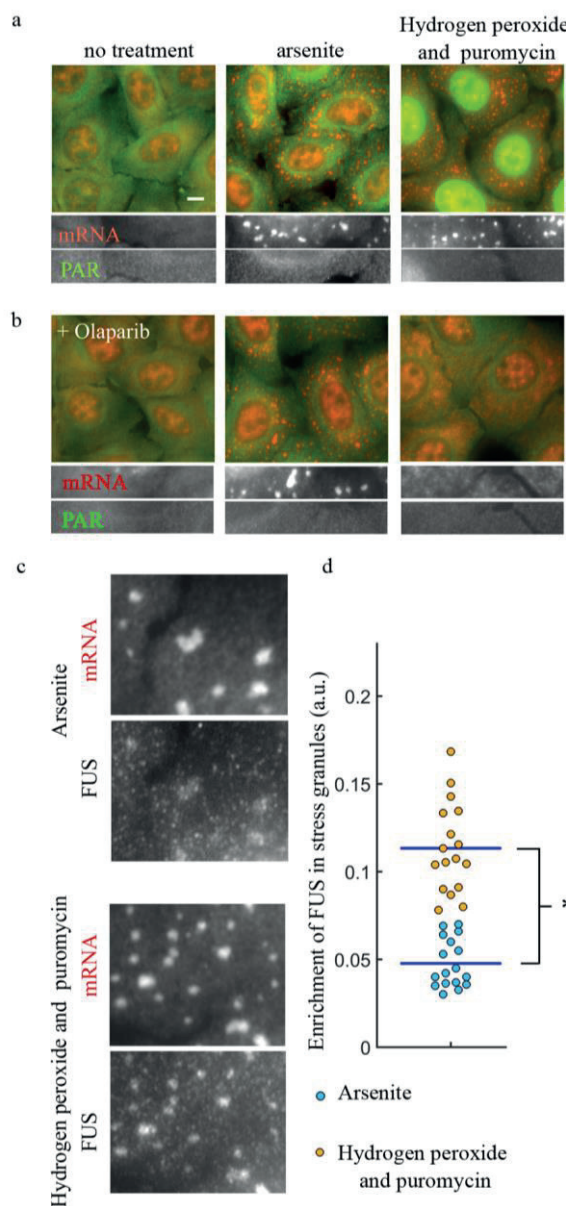 a
no treatment
arsenite
Hydrogen peroxide
and puromycin
mRNA
PAR
b
+ Olaparib
mRNA
PAR
c
Arsenite
mRNA
FUS
Hydrogen peroxide and puromycin
mRNA
FUS
d
Enrichment of FUS in stress granules (a.u.)
0.2
0.15
0.1
0.05
0
Arsenite
Hydrogen peroxide
and puromycin